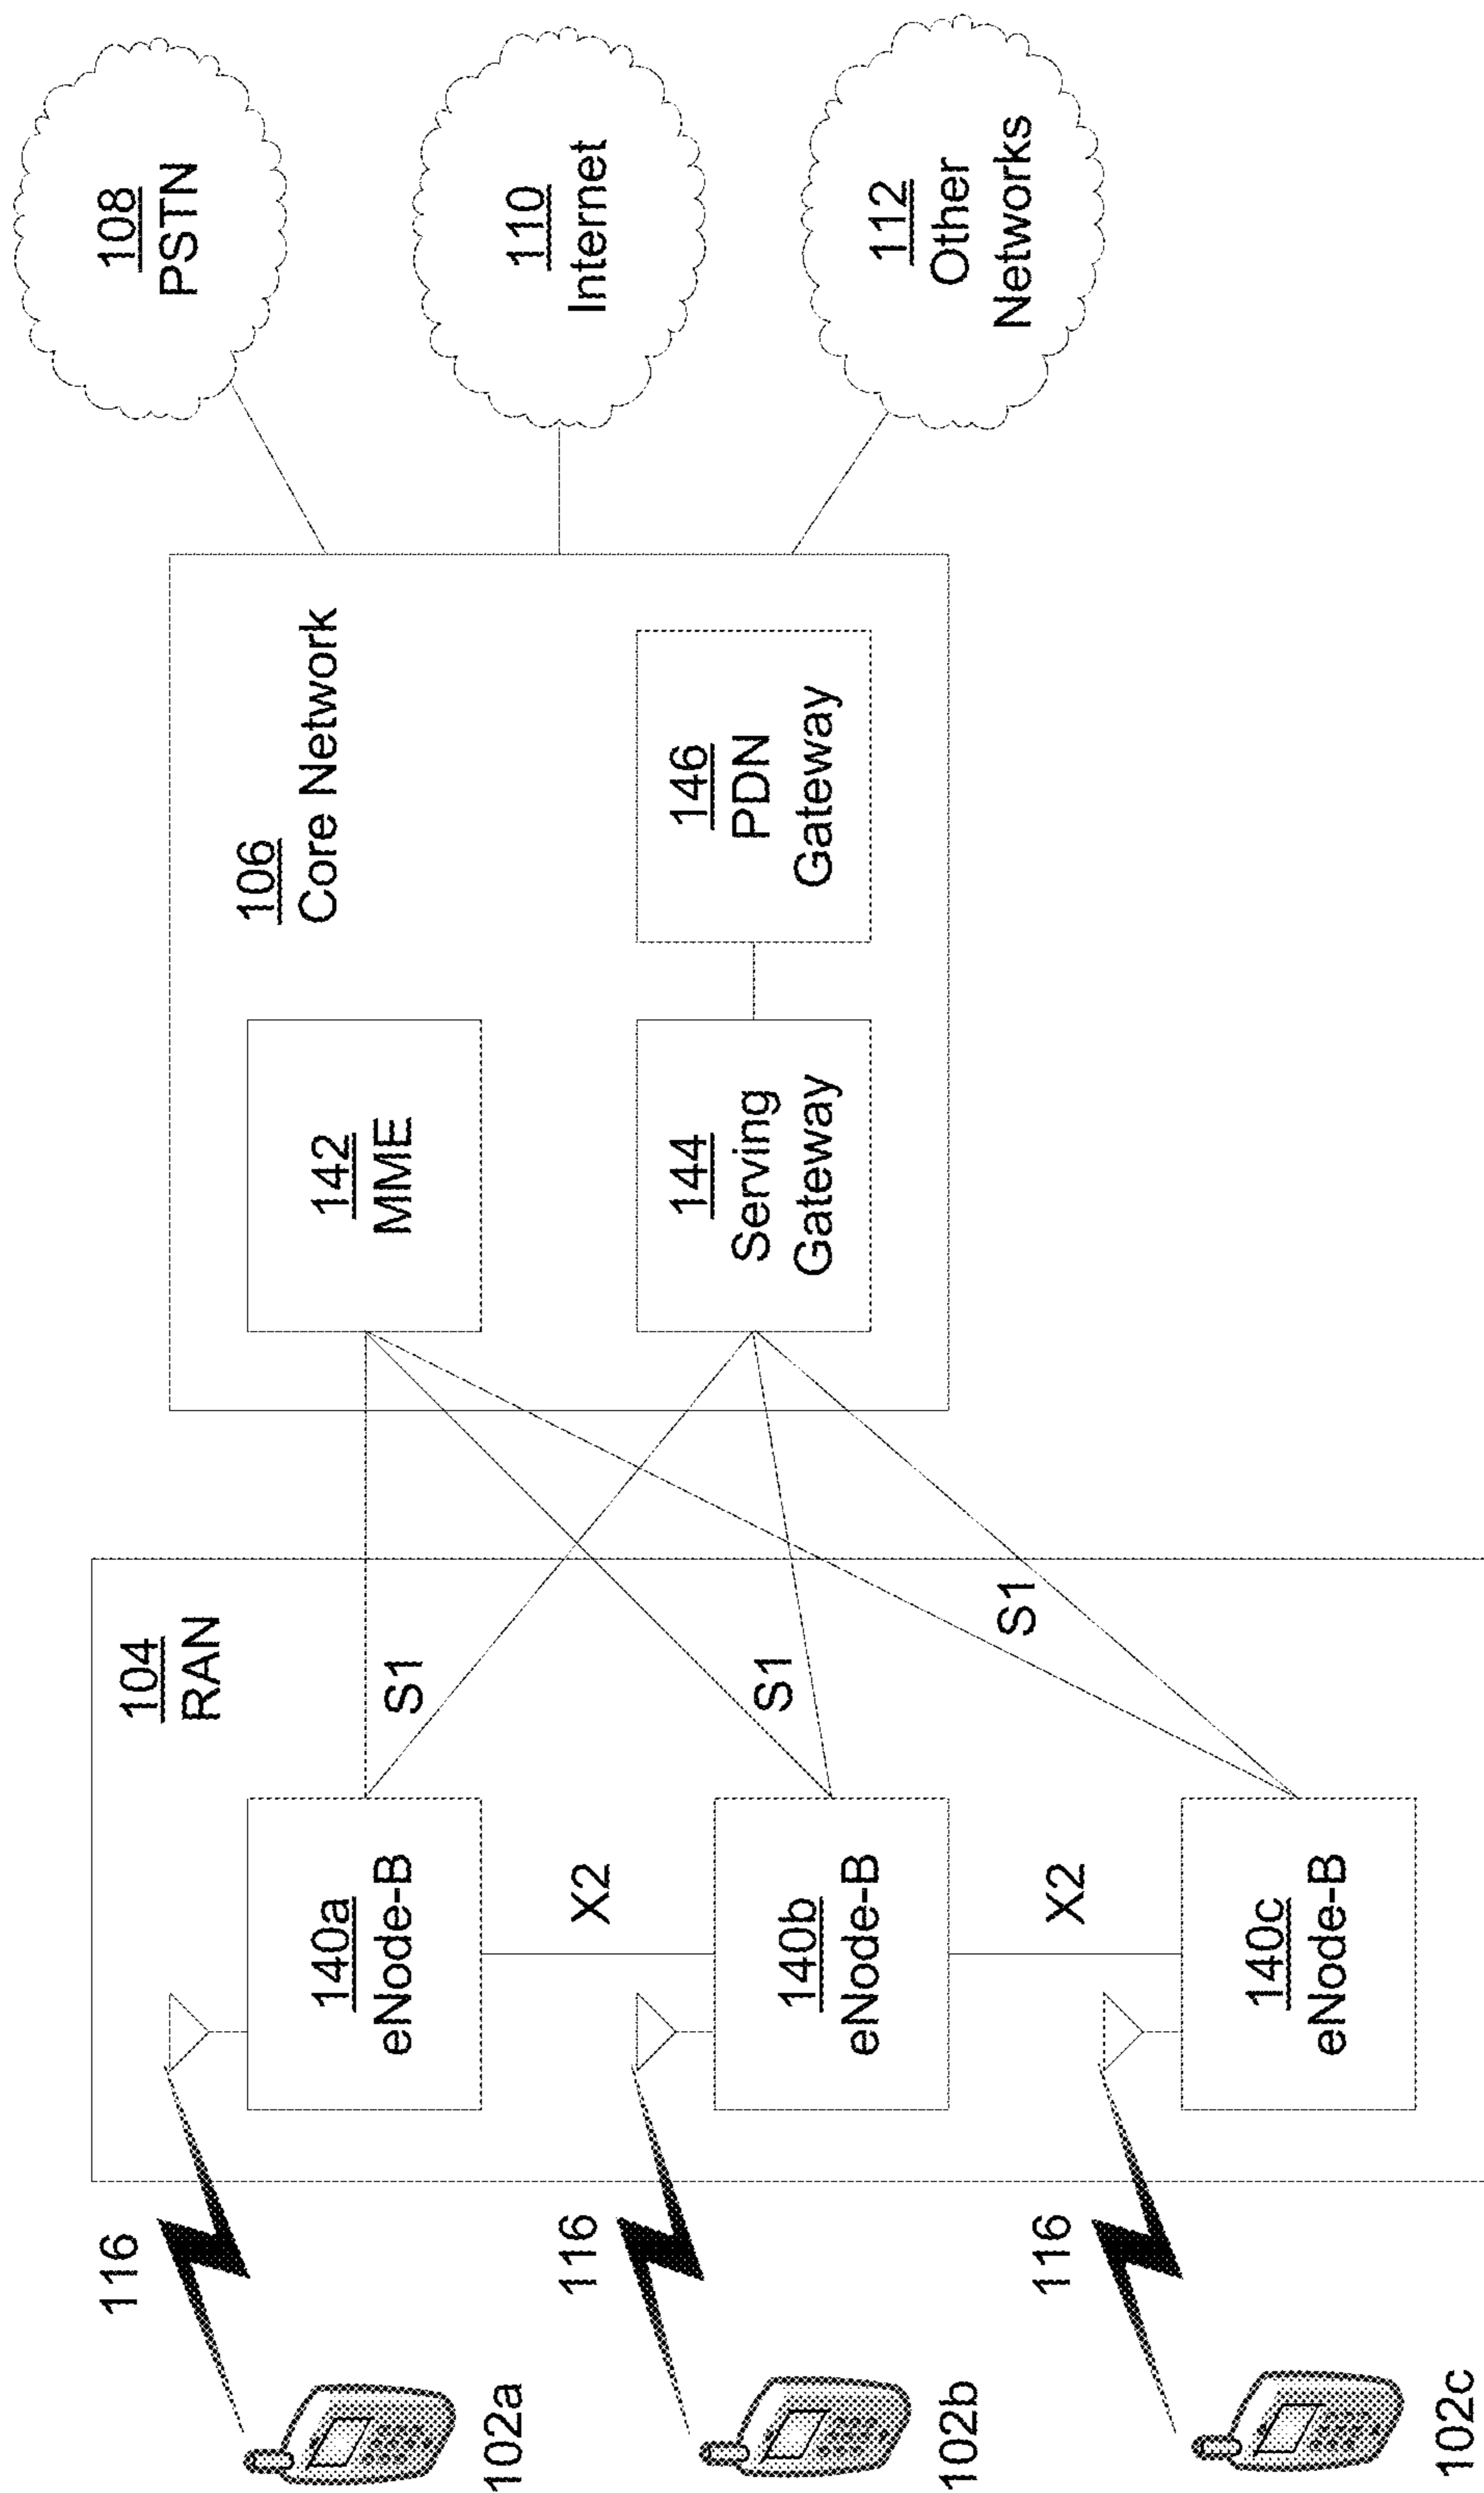 116
102a
116
102b
116
102c
104
RAN
140a
eNode-B
X2
140b
eNode-B
X2
140c
eNode-B
S1
S1
S1
106
Core Network
142
MME
144
Serving
Gateway
146
PDN
Gateway
108
PSTN
110
Internet
112
Other
Networks